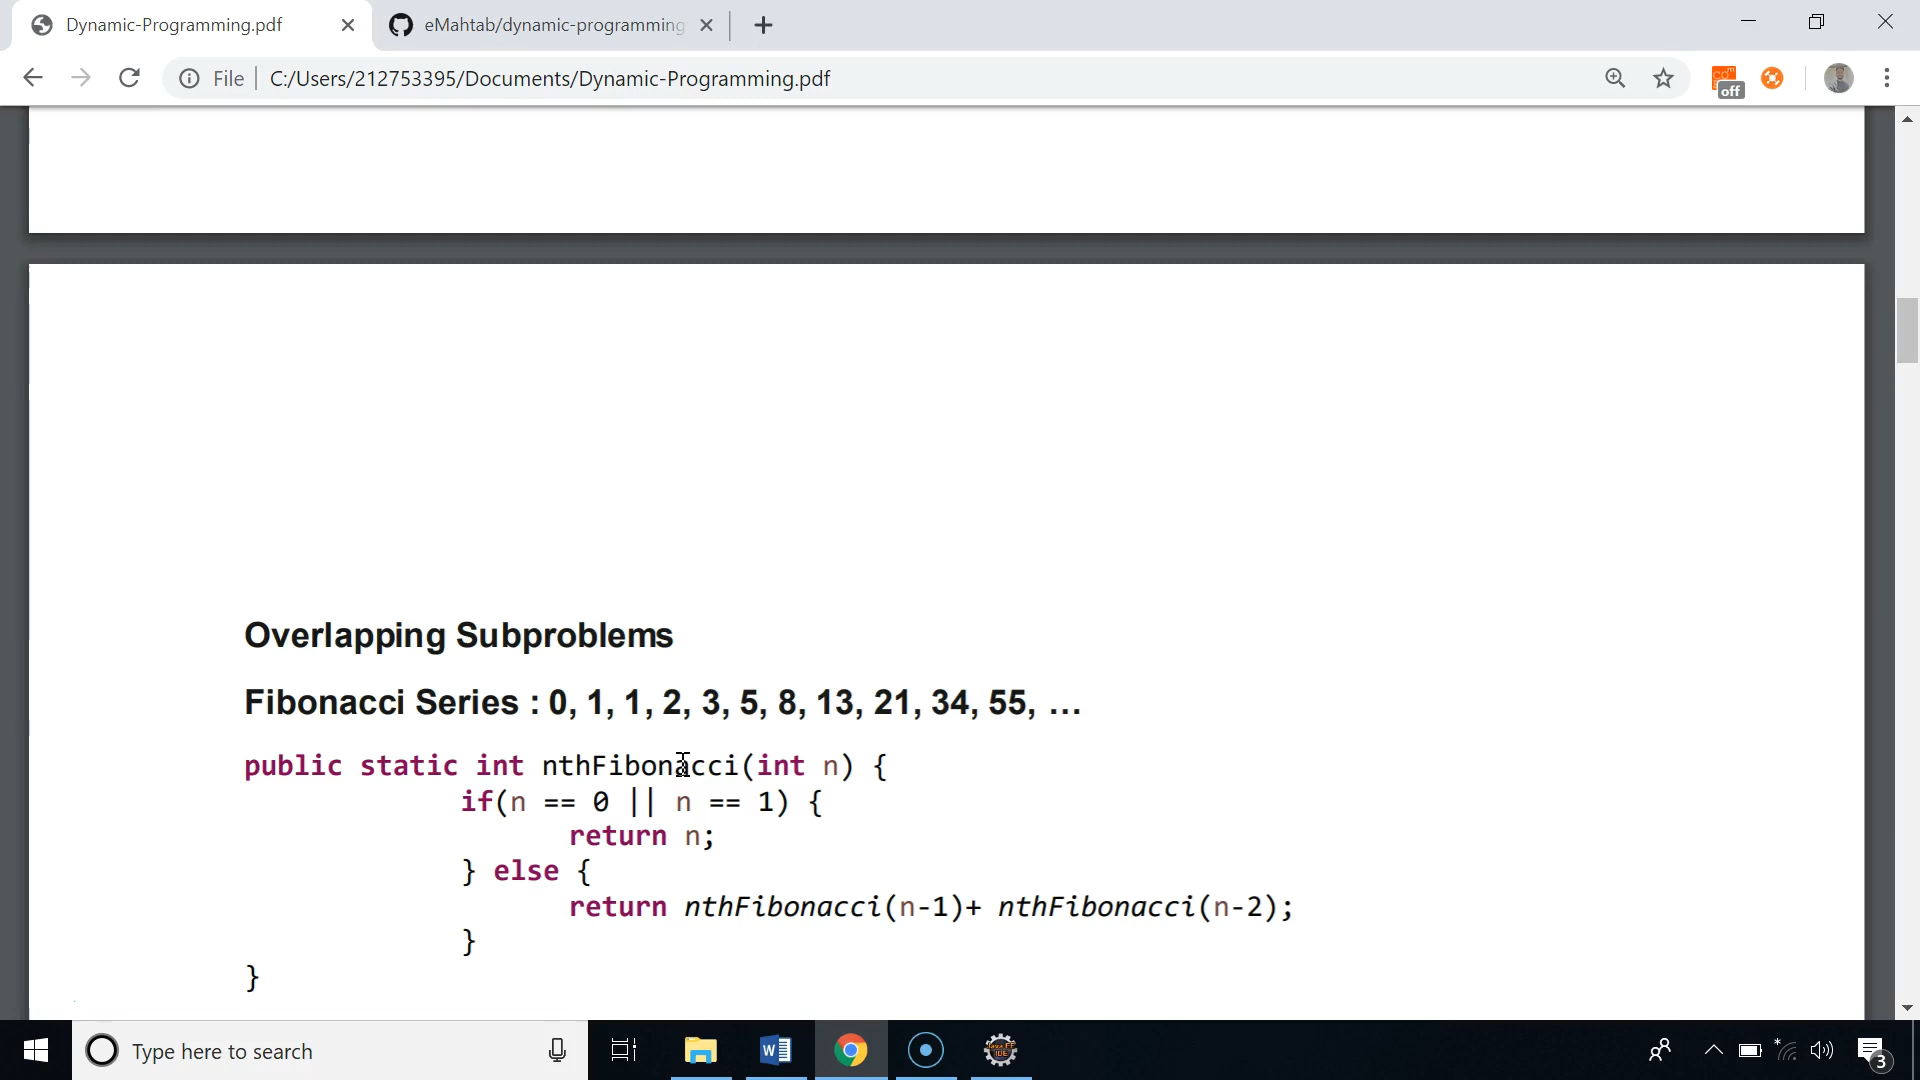 Dynamic-Programming.pdf
eMahtab/dynamic-programming
File
C:/Users/212753395/Documents/Dynamic-Programming.pdf
off
Overlapping Subproblems
Fibonacci Series : 0, 1, 1, 2, 3, 5, 8, 13, 21, 34, 55, …
public static int nthFibonacci(int n) {
if(n == 0 || n == 1) {
return n;
} else {
return nthFibonacci(n-1)+ nthFibonacci(n-2);
}
}
Type here to search
3